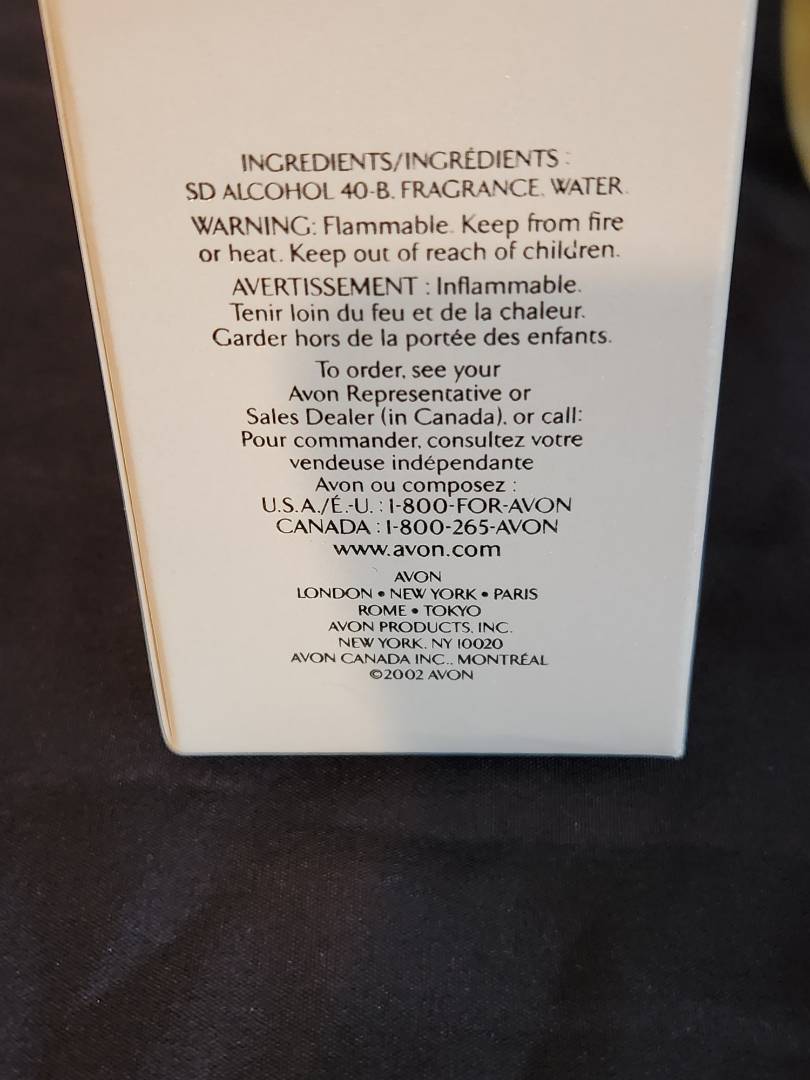 INGREDIENTS/INGRÉDIENTS :
SD ALCOHOL 40-B, FRAGRANCE, WATER.
WARNING: Flammable. Keep from fire
or heat. Keep out of reach of children.
AVERTISSEMENT : Inflammable.
Tenir loin du feu et de la chaleur.
Garder hors de la portée des enfants.
To order, see your
Avon Representative or
Sales Dealer (in Canada), or call:
Pour commander, consultez votre
vendeuse indépendante
Avon ou composez :
U.S.A./É.-U. : 1-800-FOR-AVON
CANADA : 1-800-265-AVON
www.avon.com
AVON
LONDON • NEW YORK • PARIS
ROME • TOKYO
AVON PRODUCTS, INC.
NEW YORK, NY 10020
AVON CANADA INC., MONTRÉAL
©2002 AVON